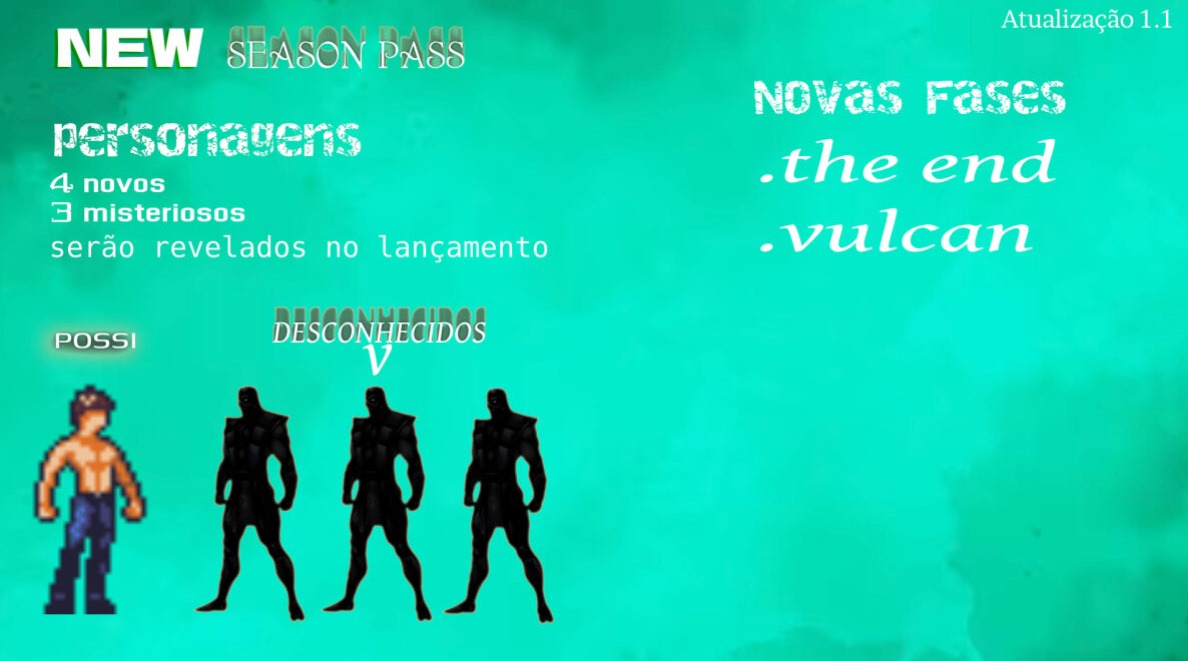 NEW SEASON PASS
personagens
4 novos
3 misteriosos
serão revelados no lançamento
POSSI
DESCONHECIDOS
v
Atualização 1.1
Novas Fases
.the end
.vulcan